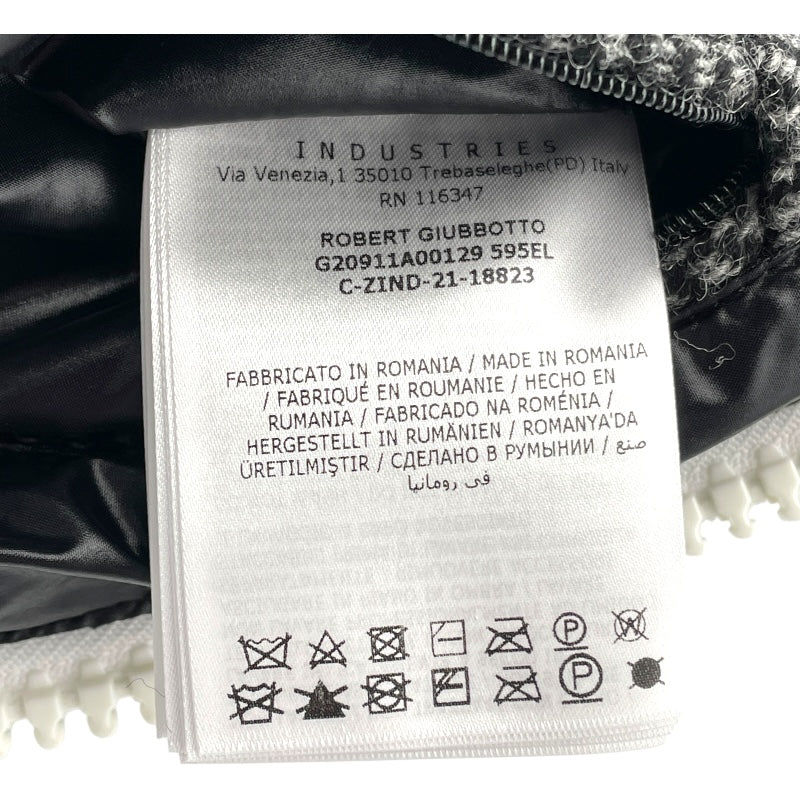 INDUSTRIES
Via Venezia,1 35010 Trebaseleghe(PD) Italy
RN 116347
ROBERT GIUBBOTTO
G20911A00129 595EL
C-ZIND-21-18823
FABBRICATO IN ROMANIA / MADE IN ROMANIA
/ FABRIQUÉ EN ROUMANIE / HECHO EN
RUMANIA / FABRICADO NA ROMÉNIA /
HERGESTELLT IN RUMÄNIEN / ROMANYA'DA
ÜRETILMIŞTIR / СДЕЛАНО В РУМЫНИИ / صنع
في رومانيا
P W
P